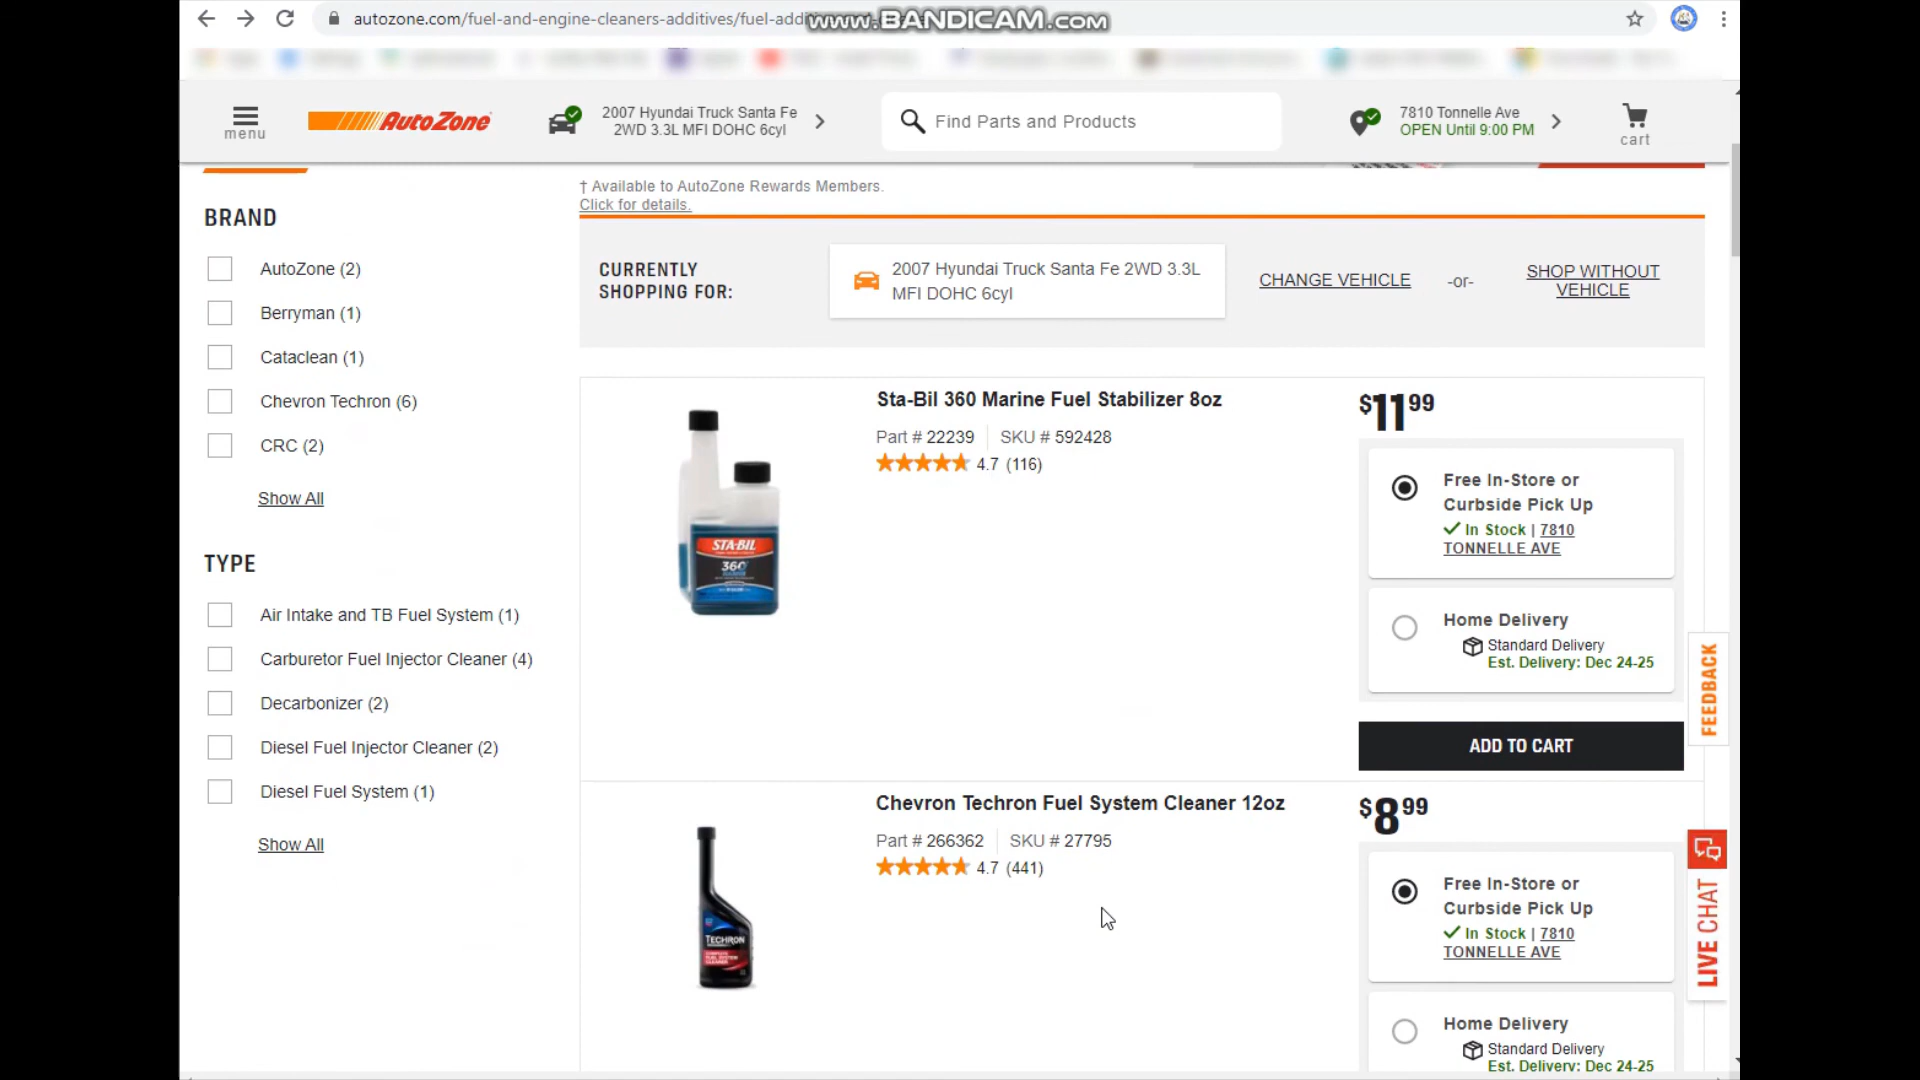 autozone.com/fuel-and-engine-cleaners-additives/fuel-addi
www.BANDICAM.com
menu
AutoZone
2007 Hyundai Truck Santa Fe
2WD 3.3L MFI DOHC 6cyl
Find Parts and Products
7810 Tonnelle Ave
OPEN Until 9:00 PM
cart
† Available to AutoZone Rewards Members.
Click for details.
BRAND
AutoZone (2)
Berryman (1)
Cataclean (1)
Chevron Techron (6)
CRC (2)
Show All
TYPE
Air Intake and TB Fuel System (1)
Carburetor Fuel Injector Cleaner (4)
Decarbonizer (2)
Diesel Fuel Injector Cleaner (2)
Diesel Fuel System (1)
Show All
CURRENTLY
SHOPPING FOR:
2007 Hyundai Truck Santa Fe 2WD 3.3L
MFI DOHC 6cyl
CHANGE VEHICLE
-or-
SHOP WITHOUT
VEHICLE
STA-BIL
360
Sta-Bil 360 Marine Fuel Stabilizer 8oz
Part # 22239
SKU # 592428
4.7 (116)
$11 99
Free In-Store or
Curbside Pick Up
In Stock | 7810
TONNELLE AVE
Home Delivery
Standard Delivery
Est. Delivery: Dec 24-25
ADD TO CART
TECHRON
Chevron Techron Fuel System Cleaner 12oz
Part # 266362
SKU # 27795
4.7 (441)
$8 99
Free In-Store or
Curbside Pick Up
In Stock | 7810
TONNELLE AVE
Home Delivery
Standard Delivery
Est. Delivery: Dec 24-25
FEEDBACK
LIVE CHAT